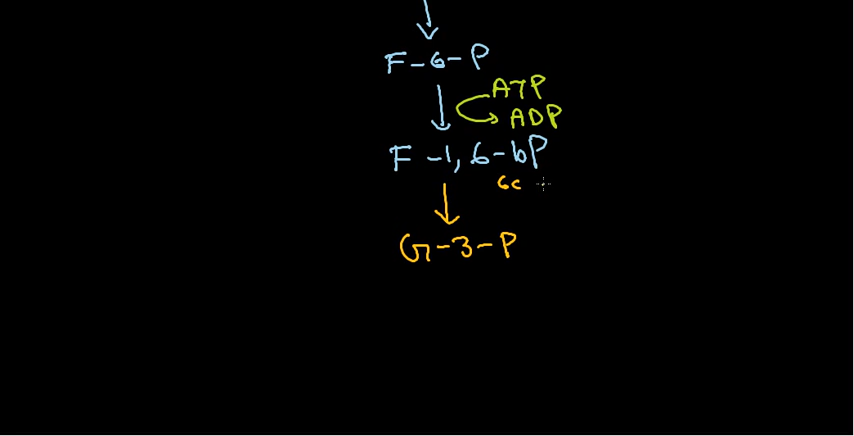 F-6-P
ATP
ADP
F-1,6-bP
6c
G-3-P